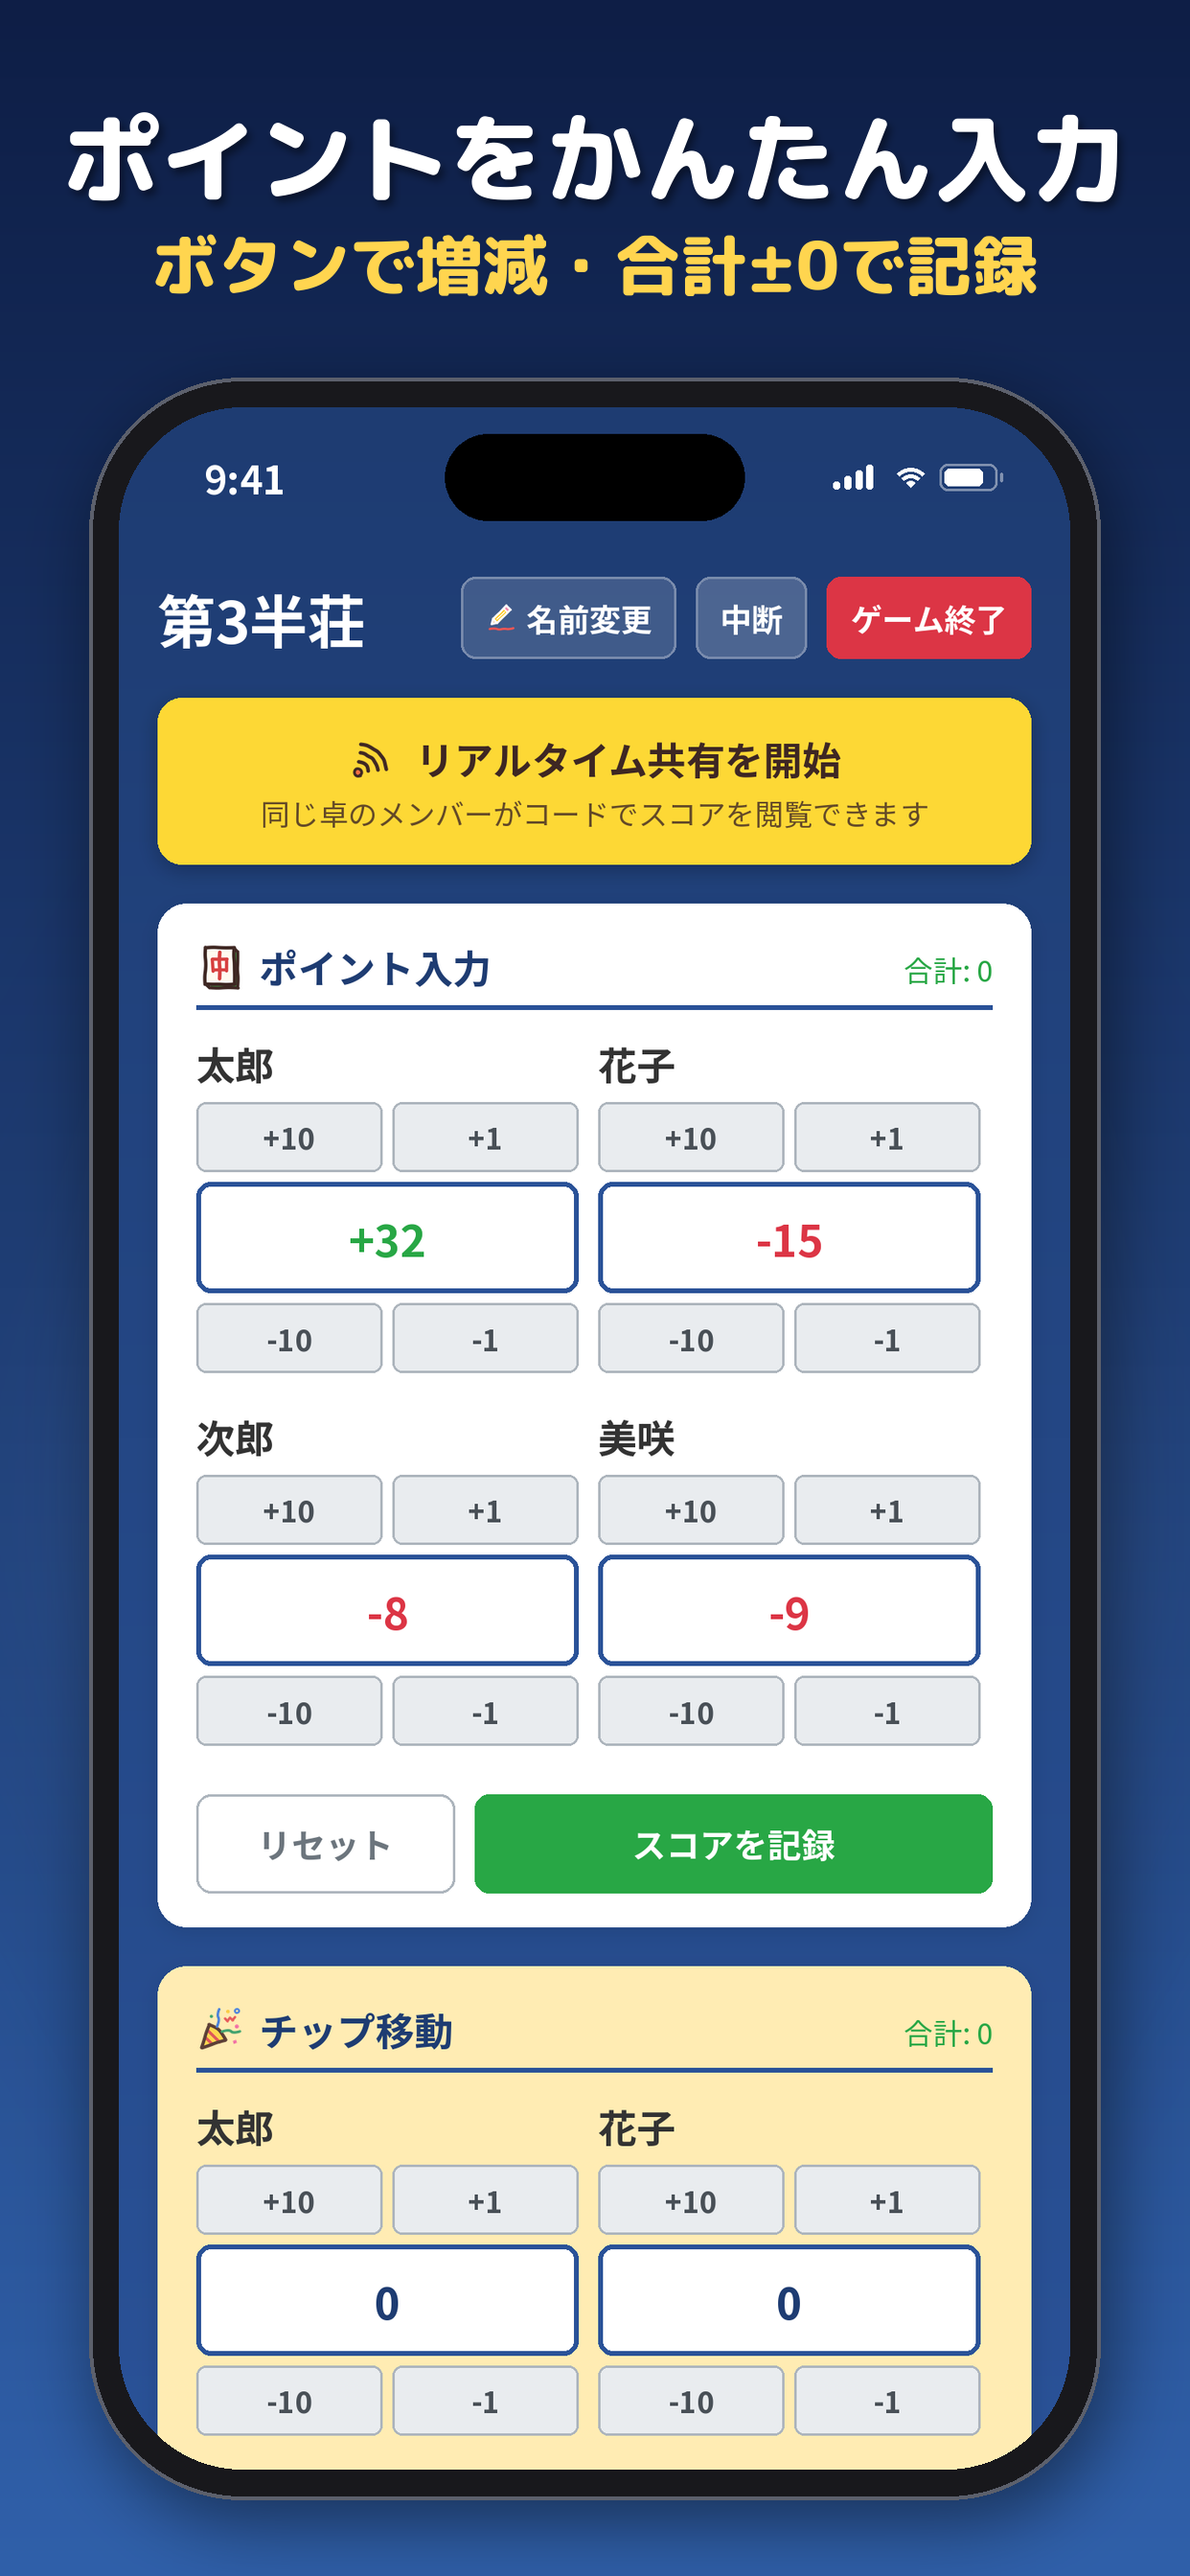 ポイントをかんたん入力
ボタンで増減・合計±0で記録
9:41
第3半荘 名前変更 中断 ゲーム終了
リアルタイム共有を開始
同じ卓のメンバーがコードでスコアを閲覧できます
中 ポイント入力 合計: 0
太郎 花子
+10 +1 +10 +1
+32 -15
-10 -1 -10 -1
次郎 美咲
+10 +1 +10 +1
-8 -9
-10 -1 -10 -1
リセット スコアを記録
チップ移動 合計: 0
太郎 花子
+10 +1 +10 +1
0 0
-10 -1 -10 -1